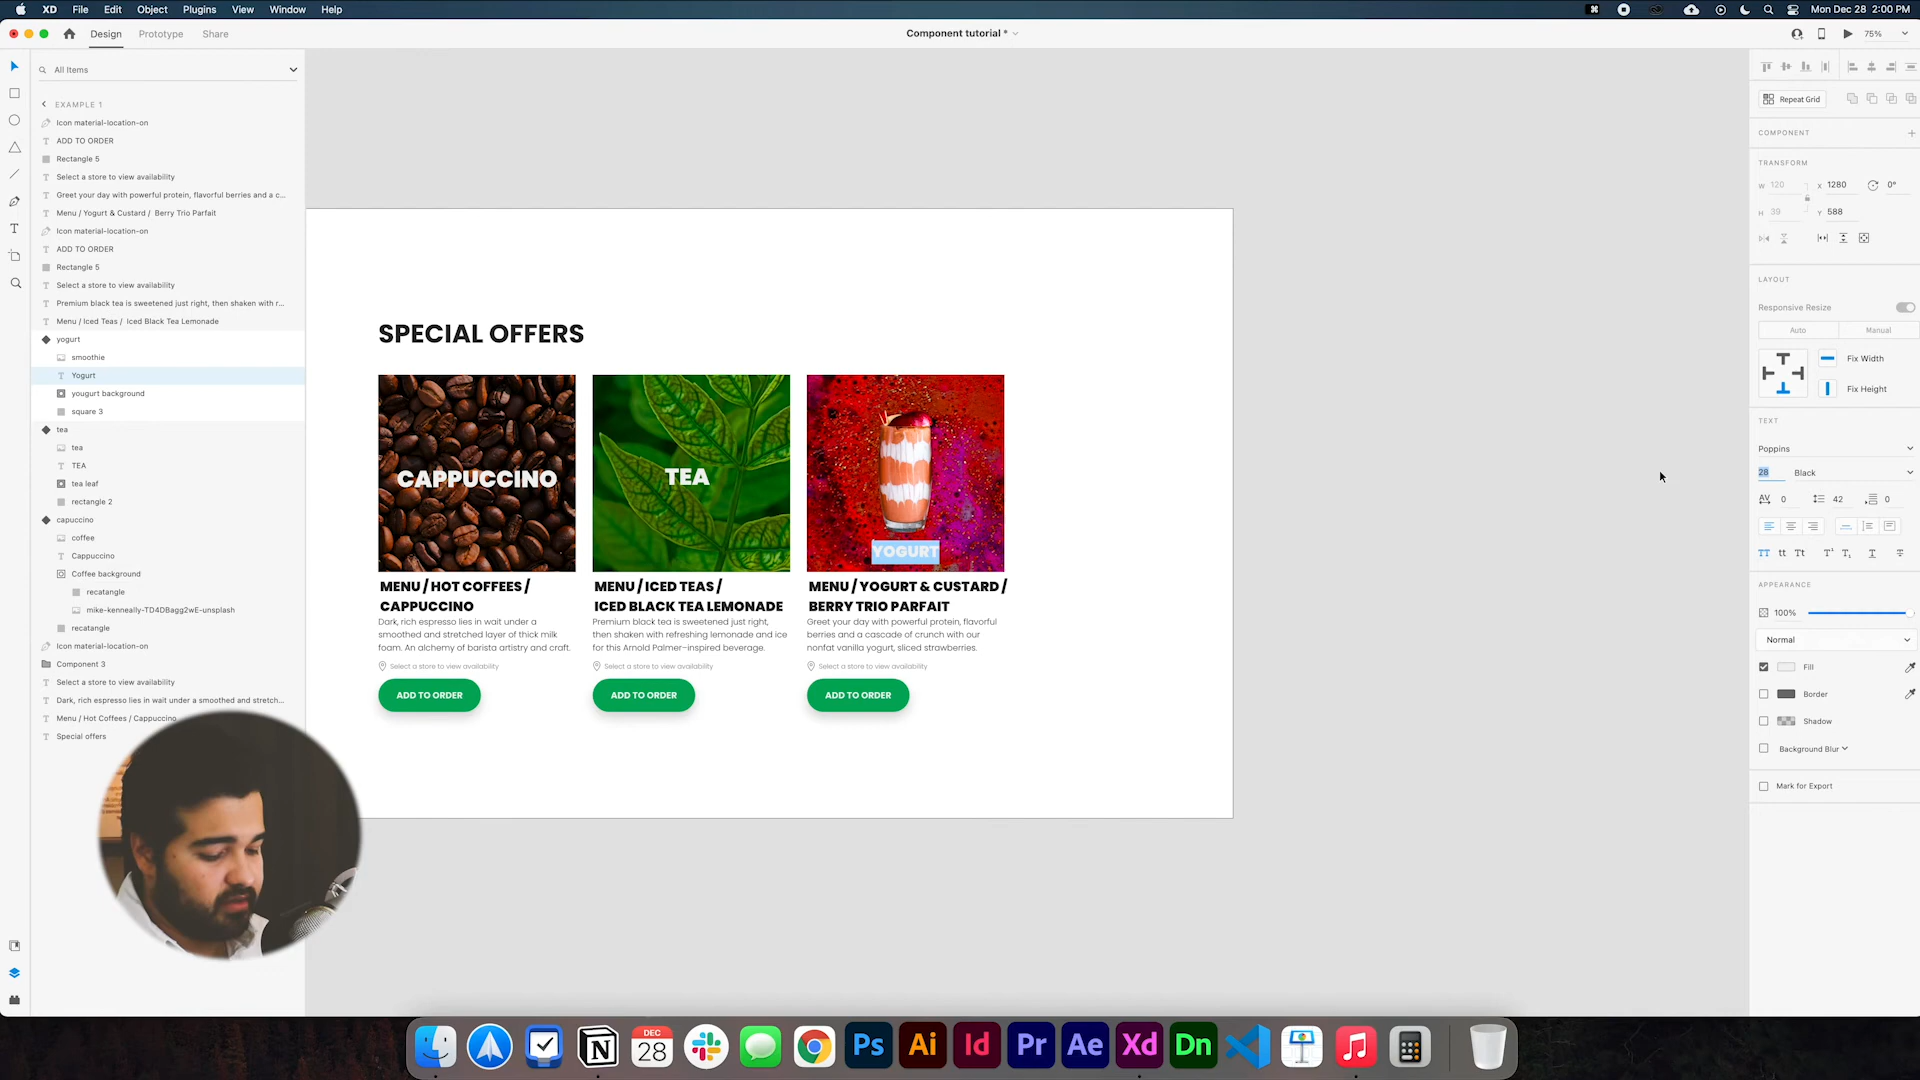 XD File Edit Object Plugins View Window Help
Mon Dec 28 2:00 PM
Design Prototype Share
Component tutorial *
75%
All Items
EXAMPLE 1
Icon material-location-on
ADD TO ORDER
Rectangle 5
Select a store to view availability
Greet your day with powerful protein, flavorful berries and a c...
Menu / Yogurt & Custard / Berry Trio Parfait
Icon material-location-on
ADD TO ORDER
Rectangle 5
Select a store to view availability
Premium black tea is sweetened just right, then shaken with r...
Menu / Iced Teas / Iced Black Tea Lemonade
yogurt
smoothie
Yogurt
yougurt background
square 3
tea
tea
TEA
tea leaf
rectangle 2
capuccino
coffee
Cappuccino
Coffee background
recatangle
mike-kenneally-TD4DBagg2wE-unsplash
recatangle
Icon material-location-on
Component 3
Select a store to view availability
Dark, rich espresso lies in wait under a smoothed and stretch...
Menu / Hot Coffees / Cappuccino
Special offers
SPECIAL OFFERS
CAPPUCCINO
MENU / HOT COFFEES /
CAPPUCCINO
Dark, rich espresso lies in wait under a
smoothed and stretched layer of thick milk
foam. An alchemy of barista artistry and craft.
Select a store to view availability
ADD TO ORDER
TEA
MENU / ICED TEAS /
ICED BLACK TEA LEMONADE
Premium black tea is sweetened just right,
then shaken with refreshing lemonade and ice
for this Arnold Palmer-inspired beverage.
Select a store to view availability
ADD TO ORDER
YOGURT
MENU / YOGURT & CUSTARD /
BERRY TRIO PARFAIT
Greet your day with powerful protein, flavorful
berries and a cascade of crunch with our
nonfat vanilla yogurt, sliced strawberries.
Select a store to view availability
ADD TO ORDER
Repeat Grid
COMPONENT
TRANSFORM
W 120 X 1280 0°
H 39 Y 588
LAYOUT
Responsive Resize
Auto Manual
Fix Width
Fix Height
TEXT
Poppins
28 Black
AV 0 42 0
TT tt Tt T¹ T₁ T T
APPEARANCE
100%
Normal
Fill
Border
Shadow
Background Blur
Mark for Export
DEC
28
Ps Ai Id Pr Ae Xd Dn